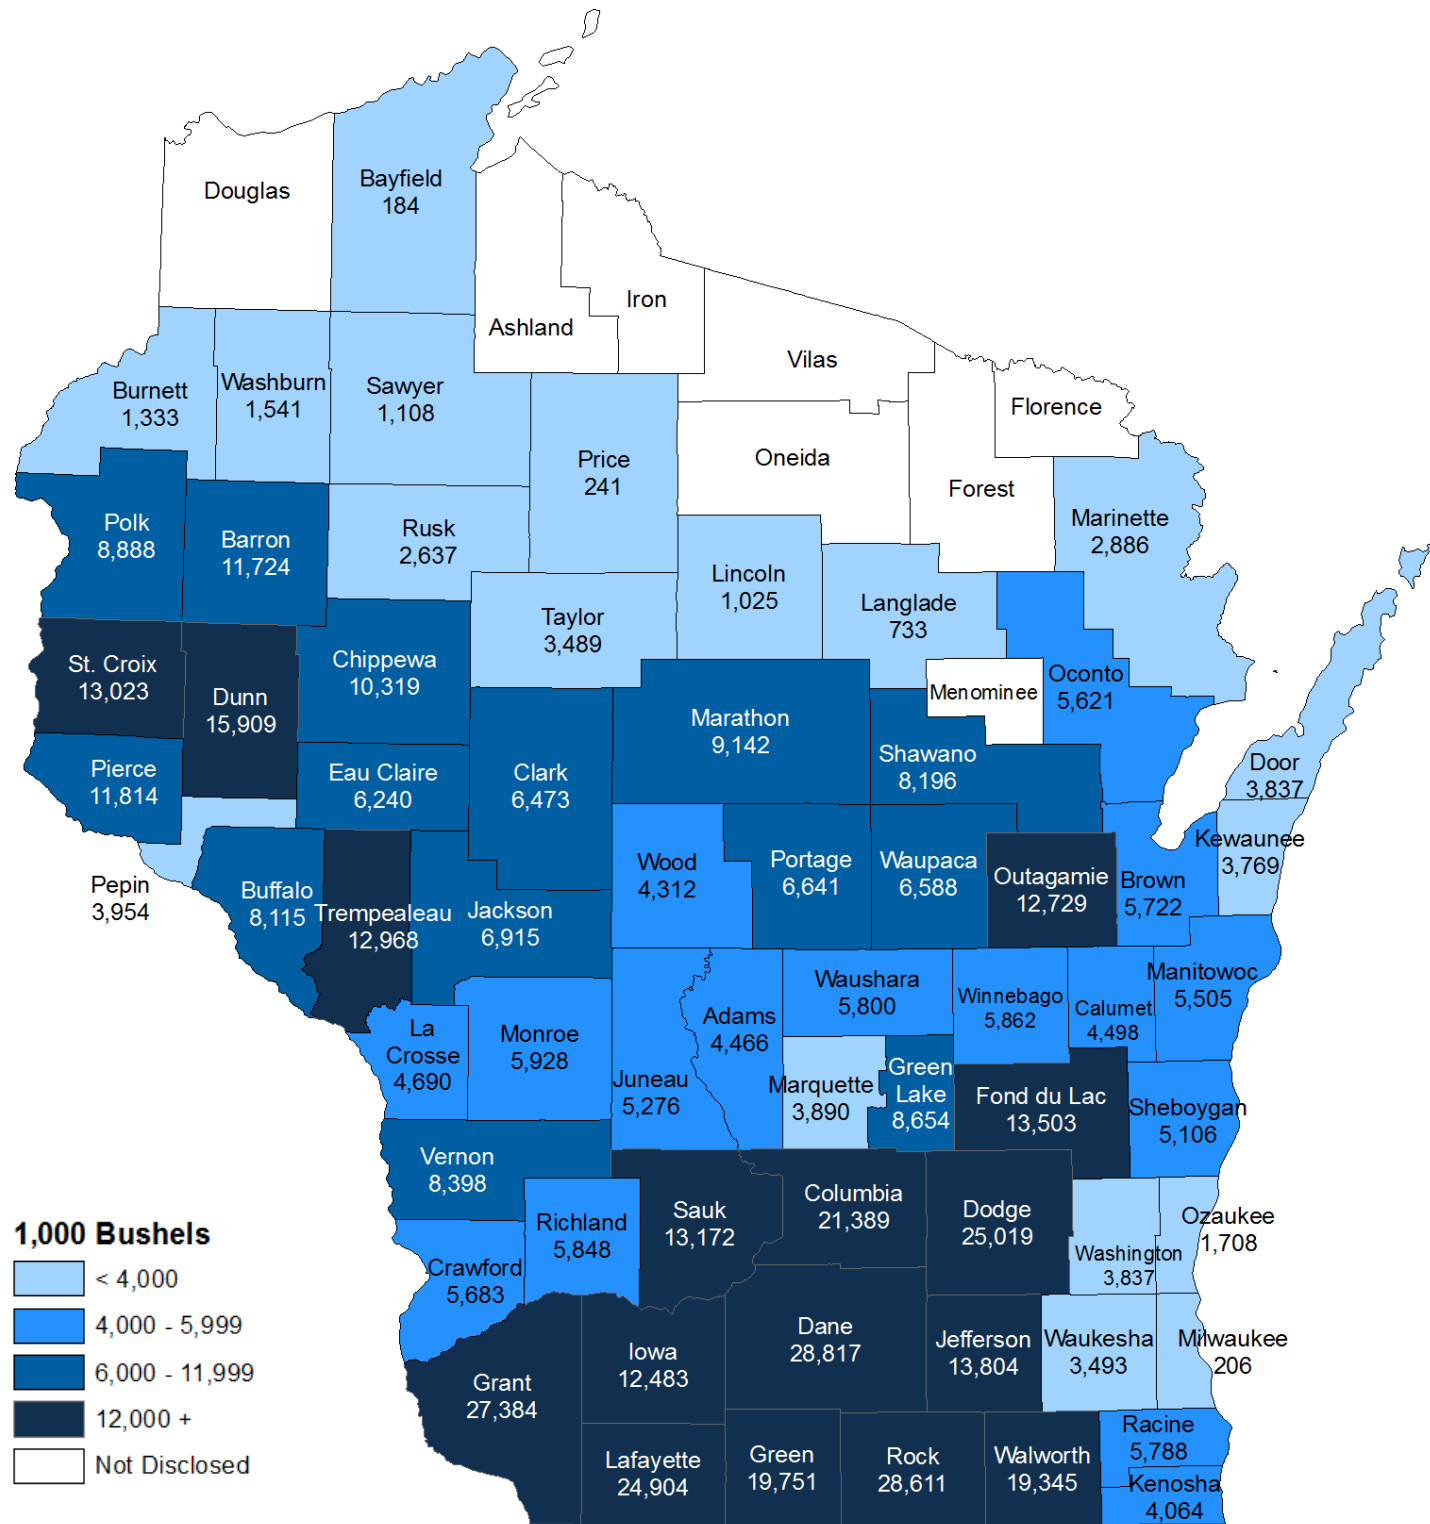 Douglas
Bayfield
184
Ashland
Iron
Vilas
Florence
Oneida
Forest
Burnett
1,333
Washburn
1,541
Sawyer
1,108
Price
241
Marinette
2,886
Polk
8,888
Barron
11,724
Rusk
2,637
Lincoln
1,025
Langlade
733
Taylor
3,489
St. Croix
13,023
Dunn
15,909
Chippewa
10,319
Marathon
9,142
Menominee
Oconto
5,621
Shawano
8,196
Door
3,837
Pierce
11,814
Eau Claire
6,240
Clark
6,473
Kewaunee
3,769
Pepin
3,954
Buffalo
8,115
Trempealeau
12,968
Jackson
6,915
Wood
4,312
Portage
6,641
Waupaca
6,588
Outagamie
12,729
Brown
5,722
La
Crosse
4,690
Monroe
5,928
Juneau
5,276
Adams
4,466
Waushara
5,800
Winnebago
5,862
Calumet
4,498
Manitowoc
5,505
Marquette
3,890
Green
Lake
8,654
Fond du Lac
13,503
Sheboygan
5,106
Vernon
8,398
Richland
5,848
Sauk
13,172
Columbia
21,389
Dodge
25,019
Washington
3,837
Ozaukee
1,708
Crawford
5,683
Grant
27,384
Iowa
12,483
Dane
28,817
Jefferson
13,804
Waukesha
3,493
Milwaukee
206
Lafayette
24,904
Green
19,751
Rock
28,611
Walworth
19,345
Racine
5,788
Kenosha
4,064
1,000 Bushels
< 4,000
4,000 - 5,999
6,000 - 11,999
12,000 +
Not Disclosed